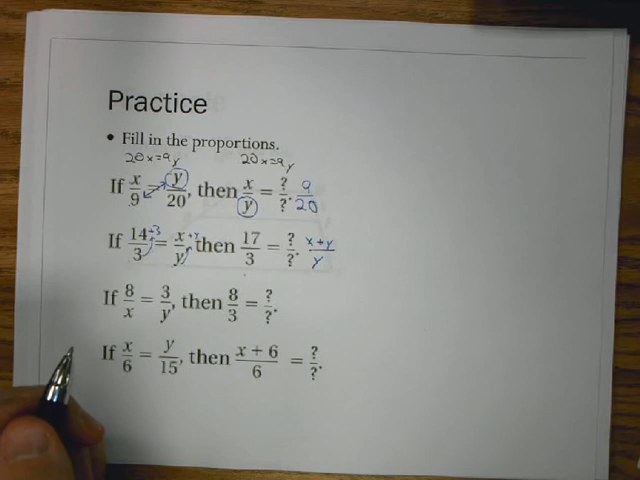 Practice
• Fill in the proportions.
20x=9y 20x=9y
If x/9 = y/20, then x/y = ?/?. 9/20
If 14/3 +3 = x/y +y then 17/3 = ?/?. x+y/y
If 8/x = 3/y, then 8/3 = ?/?.
If x/6 = y/15, then x + 6/6 = ?/?.